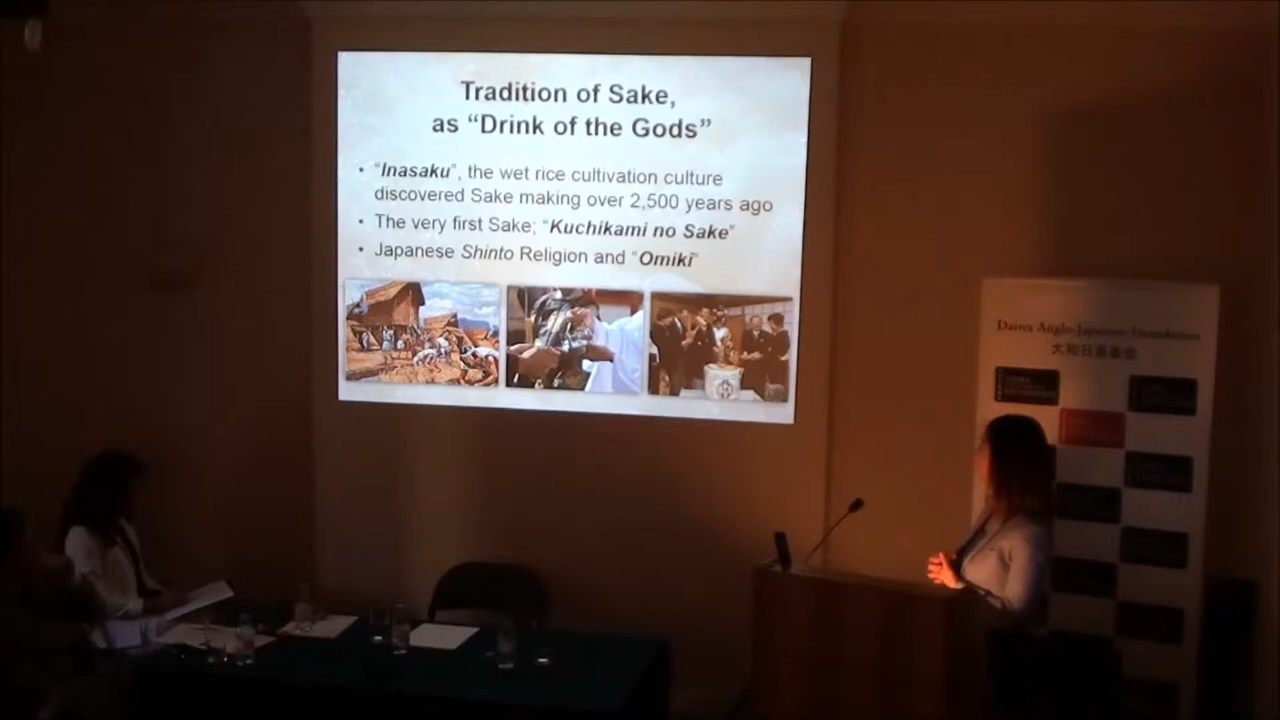 Tradition of Sake,
as “Drink of the Gods”
• “Inasaku”, the wet rice cultivation culture
discovered Sake making over 2,500 years ago
• The very first Sake; “Kuchikami no Sake”
• Japanese Shinto Religion and “Omiki”
Daiwa Anglo-Japanese Foundation
大和日英基金